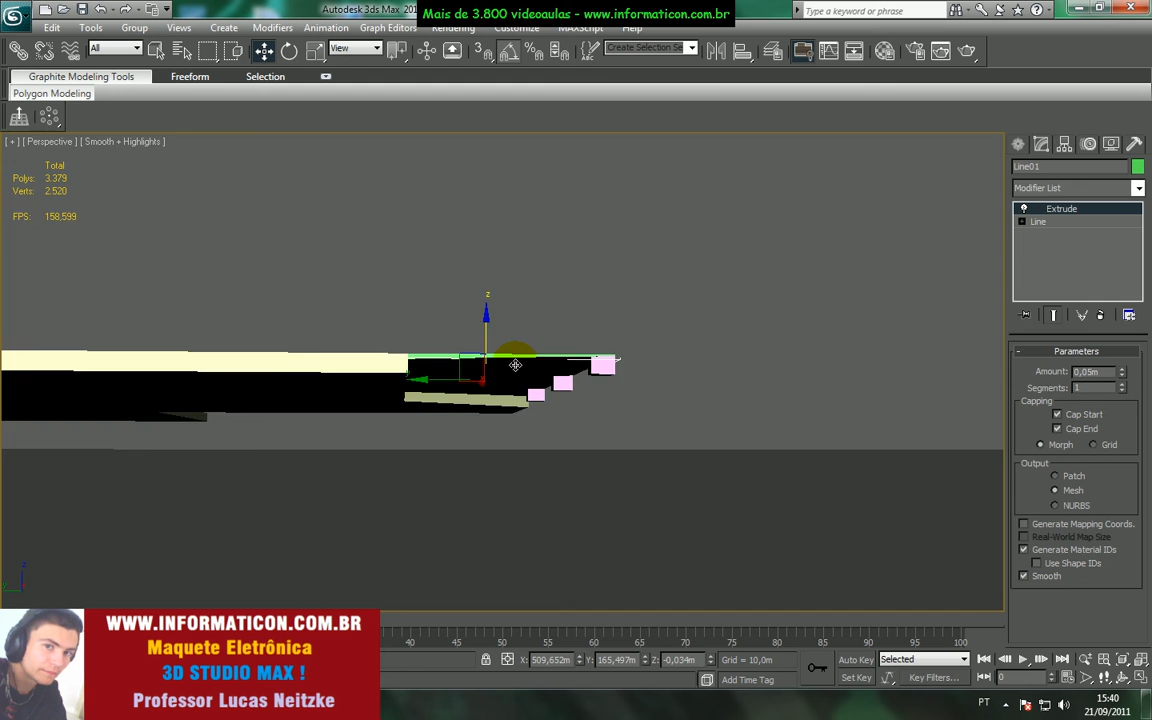 Autodesk 3ds Max 201
Mais de 3.800 videoaulas - www.informaticon.com.br
Type a keyword or phrase
Edit Tools Group Views Create Modifiers Animation Graph Editors Rendering Customize MAXScript Help
All View Create Selection Se
Graphite Modeling Tools Freeform Selection
Polygon Modeling
[ + ] [ Perspective ] [ Smooth + Highlights ]
Total
Polys: 3.379
Verts: 2.520
FPS: 158,599
z
Line01
Modifier List
Extrude
Line
Parameters
Amount: 0,05m
Segments: 1
Capping
Cap Start
Cap End
Morph Grid
Output
Patch
Mesh
NURBS
Generate Mapping Coords.
Real-World Map Size
Generate Material IDs
Use Shape IDs
Smooth
WWW.INFORMATICON.COM.BR
Maquete Eletrônica
3D STUDIO MAX !
Professor Lucas Neitzke
40 45 50 55 60 65 70 75 80 85 90 95 100
X: 509,652m Y: 165,497m Z: -0,034m Grid = 10,0m
Add Time Tag
Auto Key Selected
Set Key Key Filters... 0
PT 15:40
21/09/2011